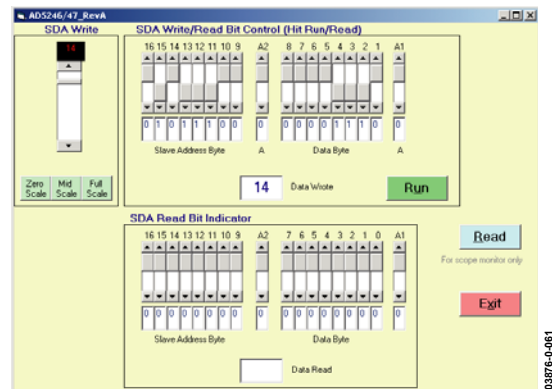 AD5246/47_RevA
SDA Write
SDA Write/Read Bit Control (Hit Run/Read)
14
16 15 14 13 12 11 10 9 A2 8 7 6 5 4 3 2 1 A1
0 1 0 1 1 1 0 0 0 0 0 0 0 1 1 1 0 0
Slave Address Byte A Data Byte A
Zero Scale
Mid Scale
Full Scale
14 Data Wrote
Run
SDA Read Bit Indicator
16 15 14 13 12 11 10 9 A2 7 6 5 4 3 2 1 0 A1
0 0 0 0 0 0 0 0 0 0 0 0 0 0 0 0 0 0
Slave Address Byte Data Byte
Data Read
Read
For scope monitor only
Exit
03876-0-061